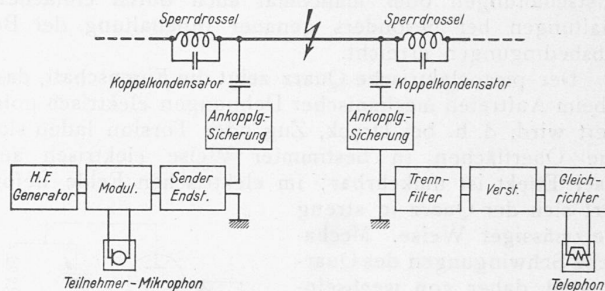 Sperrdrossel
Sperrdrossel
Koppelkondensator
Koppelkondensator
Ankopplg.-
Sicherung
Ankopplg.-
Sicherung
H.F.
Generator
Modul.
Sender
Endst.
Trenn-
Filter
Verst.
Gleich-
richter
Teilnehmer-Mikrophon
Telephon